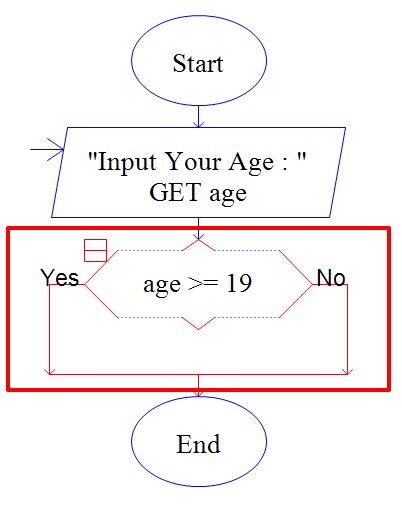 Start
"Input Your Age : "
GET age
Yes
age >= 19
No
End